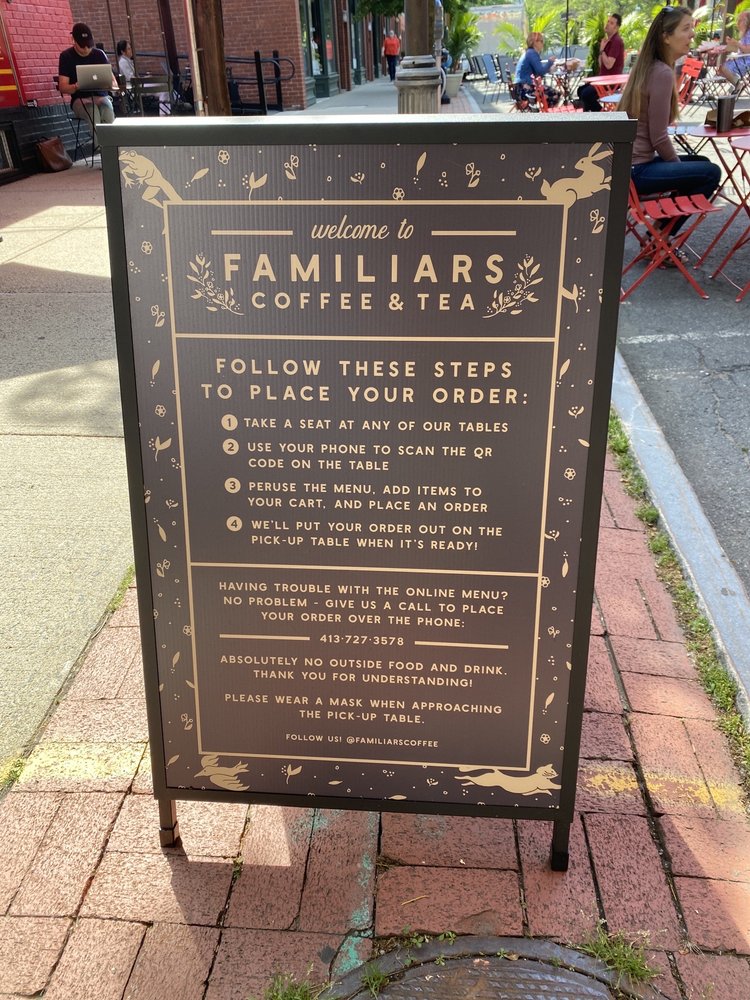 welcome to
FAMILIARS
COFFEE & TEA
FOLLOW THESE STEPS
TO PLACE YOUR ORDER:
1 TAKE A SEAT AT ANY OF OUR TABLES
2 USE YOUR PHONE TO SCAN THE QR
CODE ON THE TABLE
3 PERUSE THE MENU, ADD ITEMS TO
YOUR CART, AND PLACE AN ORDER
4 WE'LL PUT YOUR ORDER OUT ON THE
PICK-UP TABLE WHEN IT'S READY!
HAVING TROUBLE WITH THE ONLINE MENU?
NO PROBLEM - GIVE US A CALL TO PLACE
YOUR ORDER OVER THE PHONE:
413·727·3578
ABSOLUTELY NO OUTSIDE FOOD AND DRINK.
THANK YOU FOR UNDERSTANDING!
PLEASE WEAR A MASK WHEN APPROACHING
THE PICK-UP TABLE.
FOLLOW US! @FAMILIARSCOFFEE